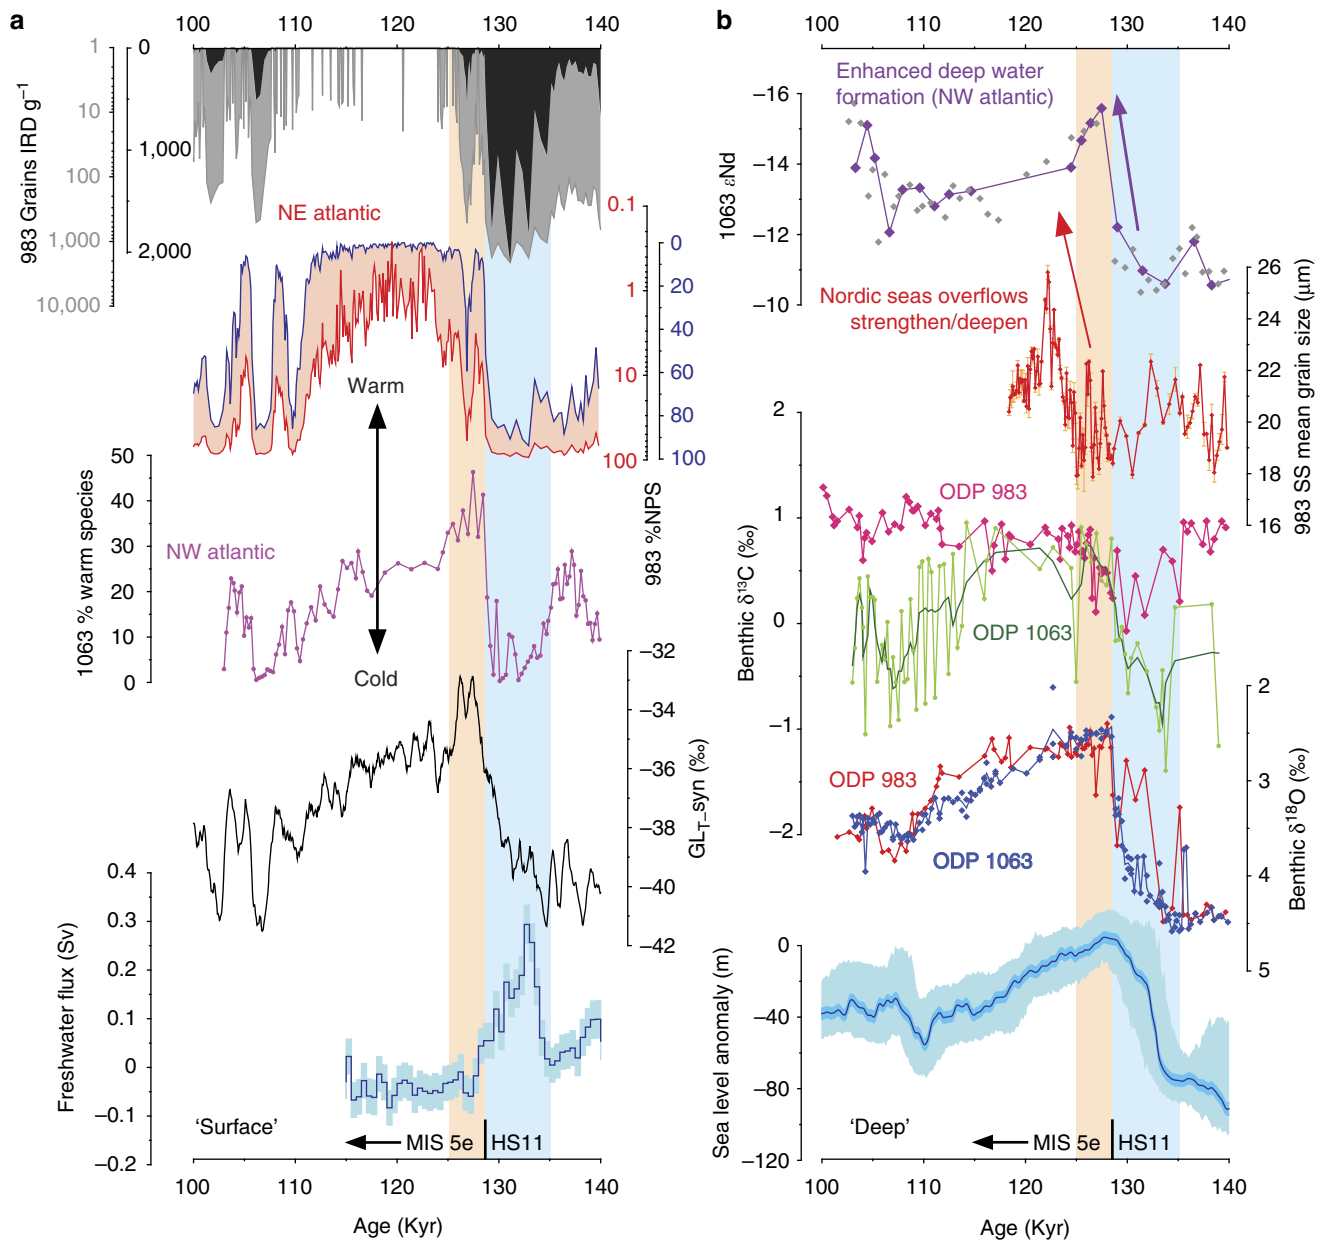 a
100 110 120 130 140
1
10
100
1,000
10,000
983 Grains IRD g⁻¹
0
1,000
2,000
NE atlantic
0.1
1
10
100
0
20
40
60
80
100
983 %NPS
Warm
Cold
50
40
30
20
10
0
1063 % warm species
NW atlantic
−32
−34
−36
−38
−40
−42
GLT_syn (‰)
0.4
0.3
0.2
0.1
0
−0.1
−0.2
Freshwater flux (Sv)
'Surface'
MIS 5e HS11
100 110 120 130 140
Age (Kyr)
b
100 110 120 130 140
Enhanced deep water
formation (NW atlantic)
−16
−14
−12
−10
1063 εNd
Nordic seas overflows
strengthen/deepen
26
24
22
20
18
16
983 SS mean grain size (µm)
2
1
0
−1
−2
Benthic δ¹³C (‰)
ODP 983
ODP 1063
2
3
4
5
Benthic δ¹⁸O (‰)
ODP 983
ODP 1063
0
−40
−80
−120
Sea level anomaly (m)
'Deep'
MIS 5e HS11
100 110 120 130 140
Age (Kyr)